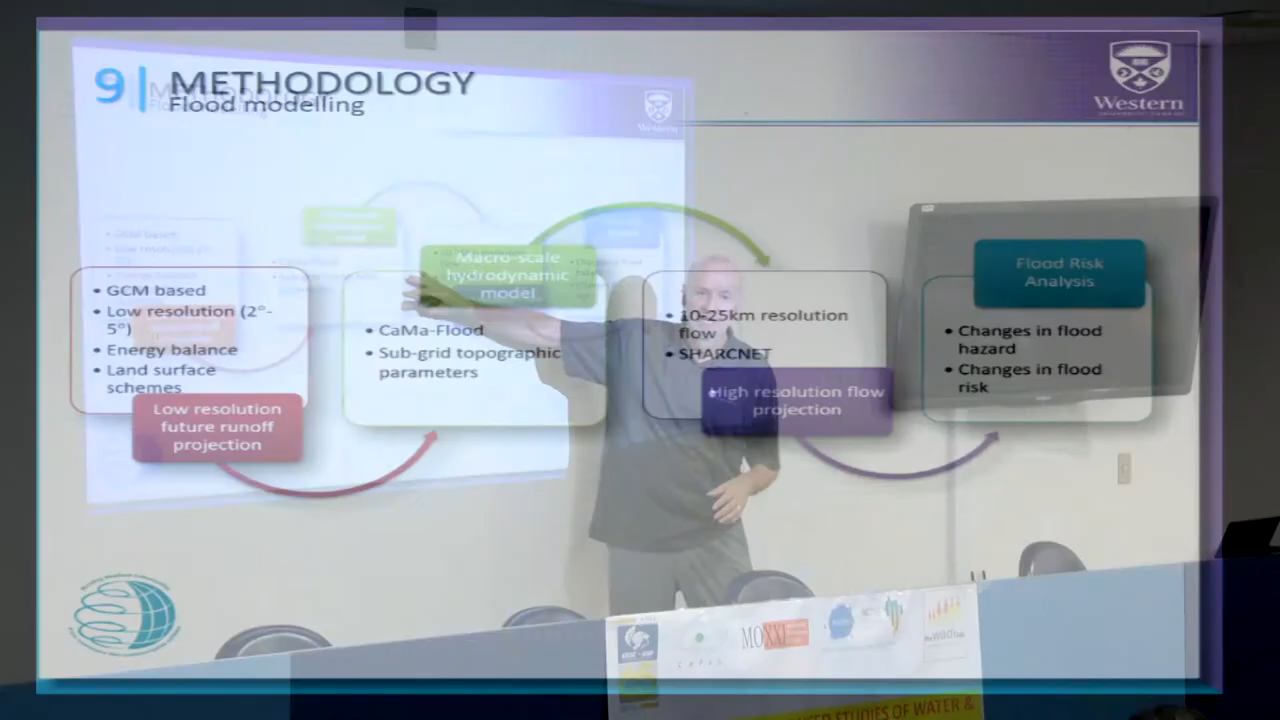 9| METHODOLOGY
Flood modelling
Western
• GCM based
• Low resolution (2°-
5°)
• Energy balance
• Land surface
schemes
Low resolution
future runoff
projection
Macro-scale
hydrodynamic
model
• CaMa-Flood
• Sub-grid topographic
parameters
• 10-25km resolution
flow
• SHARCNET
High resolution flow
projection
Flood Risk
Analysis
• Changes in flood
hazard
• Changes in flood
risk
MOXXI
STUDIES OF WATER &